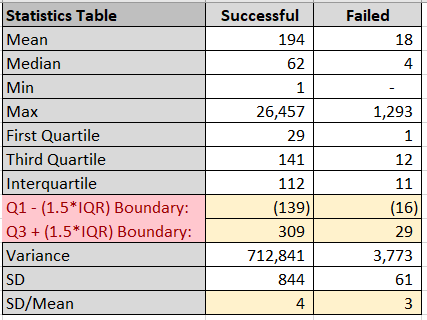 Statistics Table Successful Failed
Mean 194 18
Median 62 4
Min 1 -
Max 26,457 1,293
First Quartile 29 1
Third Quartile 141 12
Interquartile 112 11
Q1 - (1.5*IQR) Boundary: (139) (16)
Q3 + (1.5*IQR) Boundary: 309 29
Variance 712,841 3,773
SD 844 61
SD/Mean 4 3